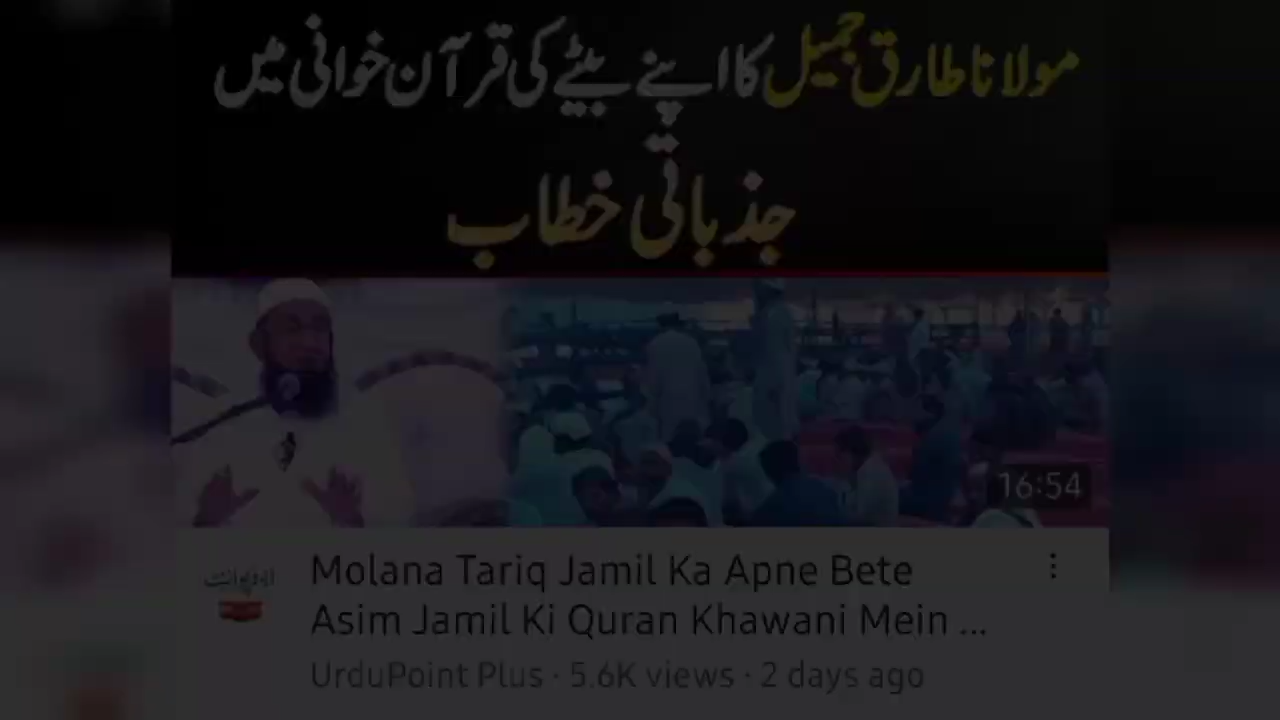 مولانا طارق جمیل کا اپنے بیٹے کی قرآن خوانی میں
جذباتی خطاب
16:54
Molana Tariq Jamil Ka Apne Bete
Asim Jamil Ki Quran Khawani Mein ...
اردوپوائنٹ
UrduPoint Plus · 5.6K views · 2 days ago